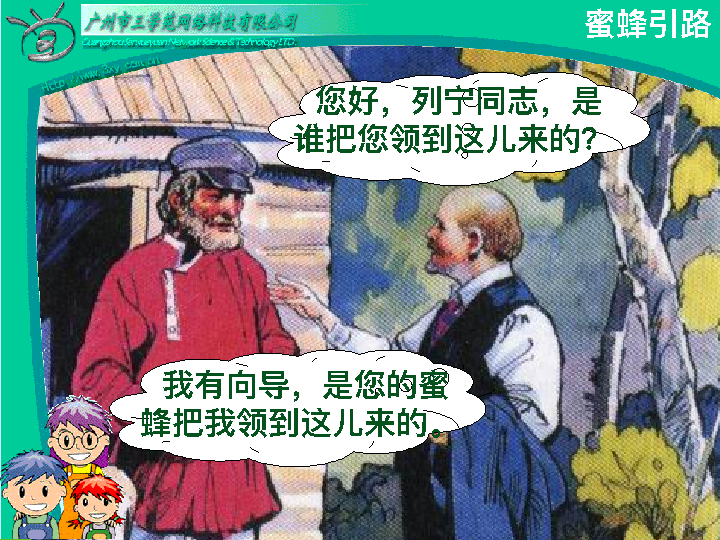 广州市三学苑网络科技有限公司
蜜蜂引路
您好，列宁同志，是
谁把您领到这儿来的？
我有向导，是您的蜜
蜂把我领到这儿来的。